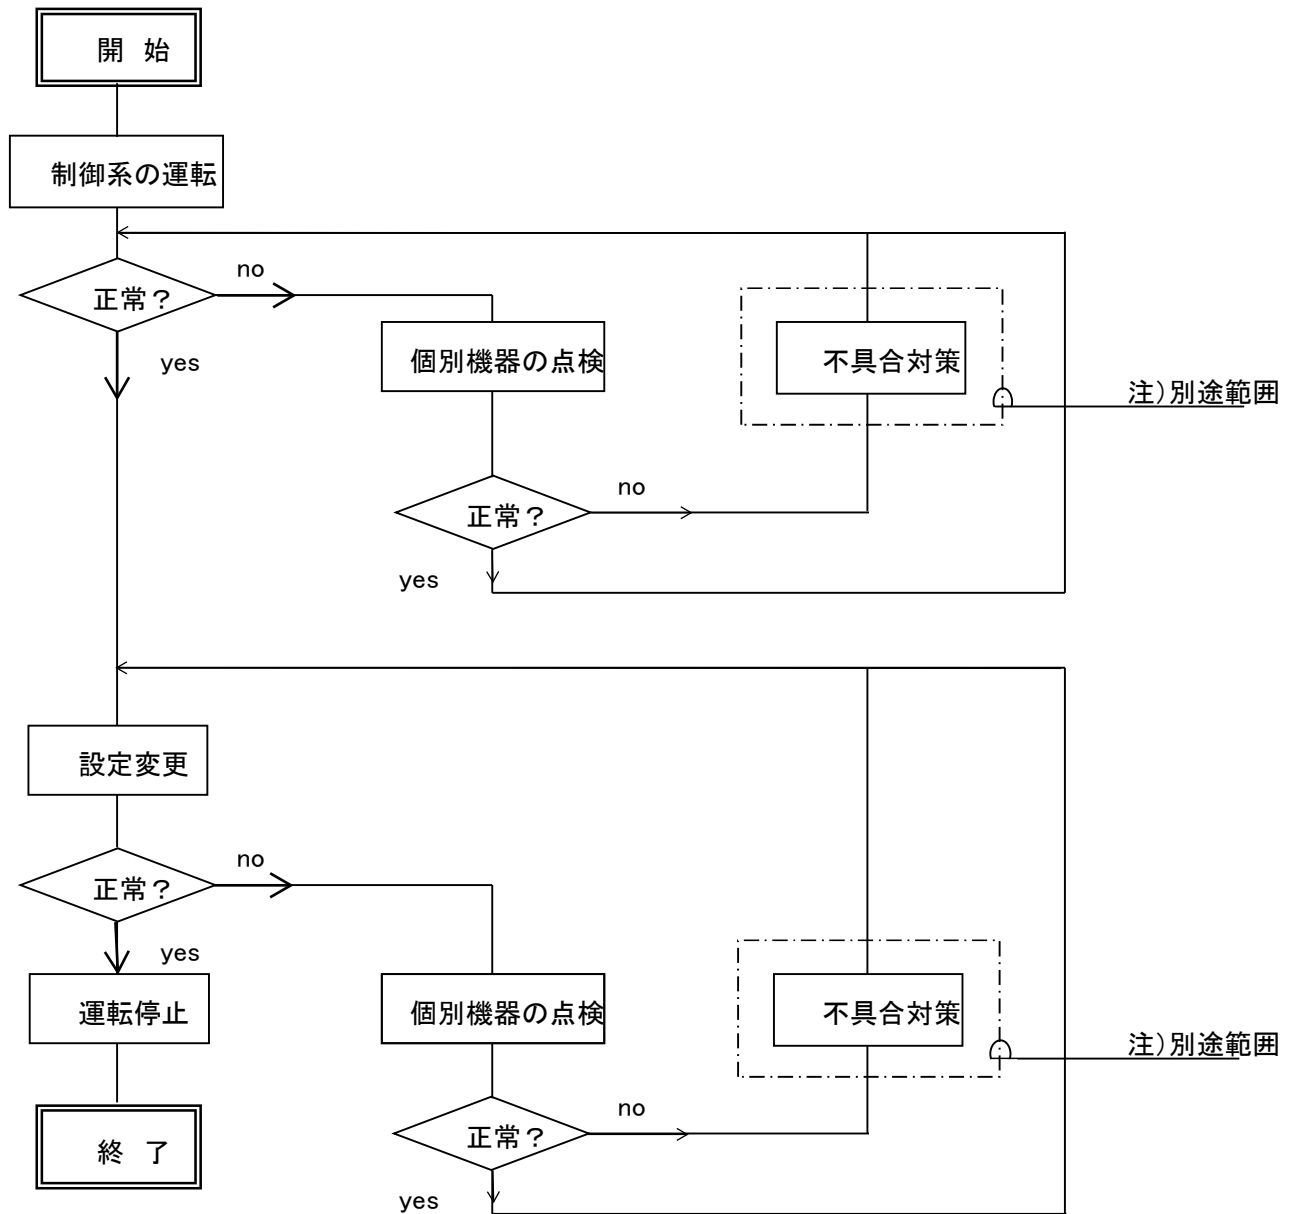 開 始
制御系の運転
正常？
no
yes
個別機器の点検
不具合対策
注）別途範囲
正常？
no
yes
設定変更
正常？
no
yes
運転停止
個別機器の点検
不具合対策
注）別途範囲
正常？
no
yes
終 了